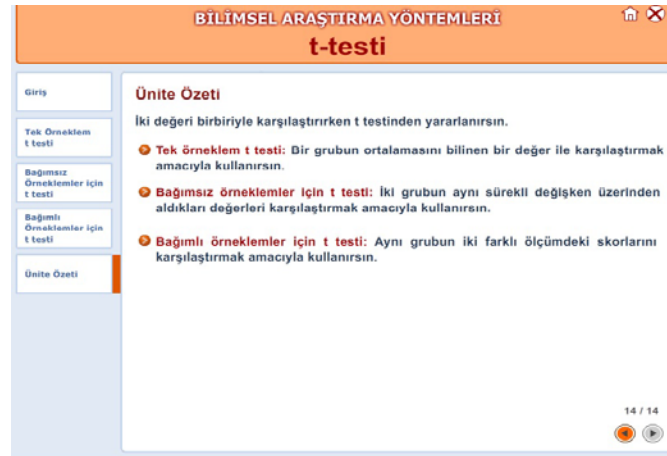 BİLİMSEL ARAŞTIRMA YÖNTEMLERİ
t-testi
Giriş
Tek Örneklem
t testi
Bağımsız
Örneklemler için
t testi
Bağımlı
Örneklemler için
t testi
Ünite Özeti
Ünite Özeti
İki değeri birbiriyle karşılaştırırken t testinden yararlanırsın.
Tek örneklem t testi: Bir grubun ortalamasını bilinen bir değer ile karşılaştırmak
amacıyla kullanırsın.
Bağımsız örneklemler için t testi: İki grubun aynı sürekli değişken üzerinden
aldıkları değerleri karşılaştırmak amacıyla kullanırsın.
Bağımlı örneklemler için t testi: Aynı grubun iki farklı ölçümdeki skorlarını
karşılaştırmak amacıyla kullanırsın.
14 / 14